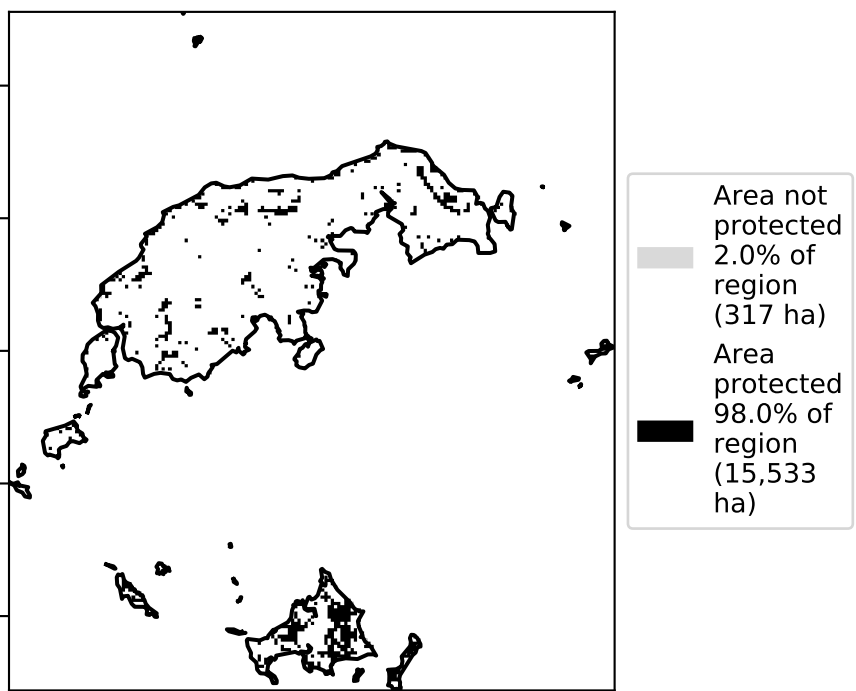 Area not
protected
2.0% of
region
(317 ha)
Area
protected
98.0% of
region
(15,533
ha)